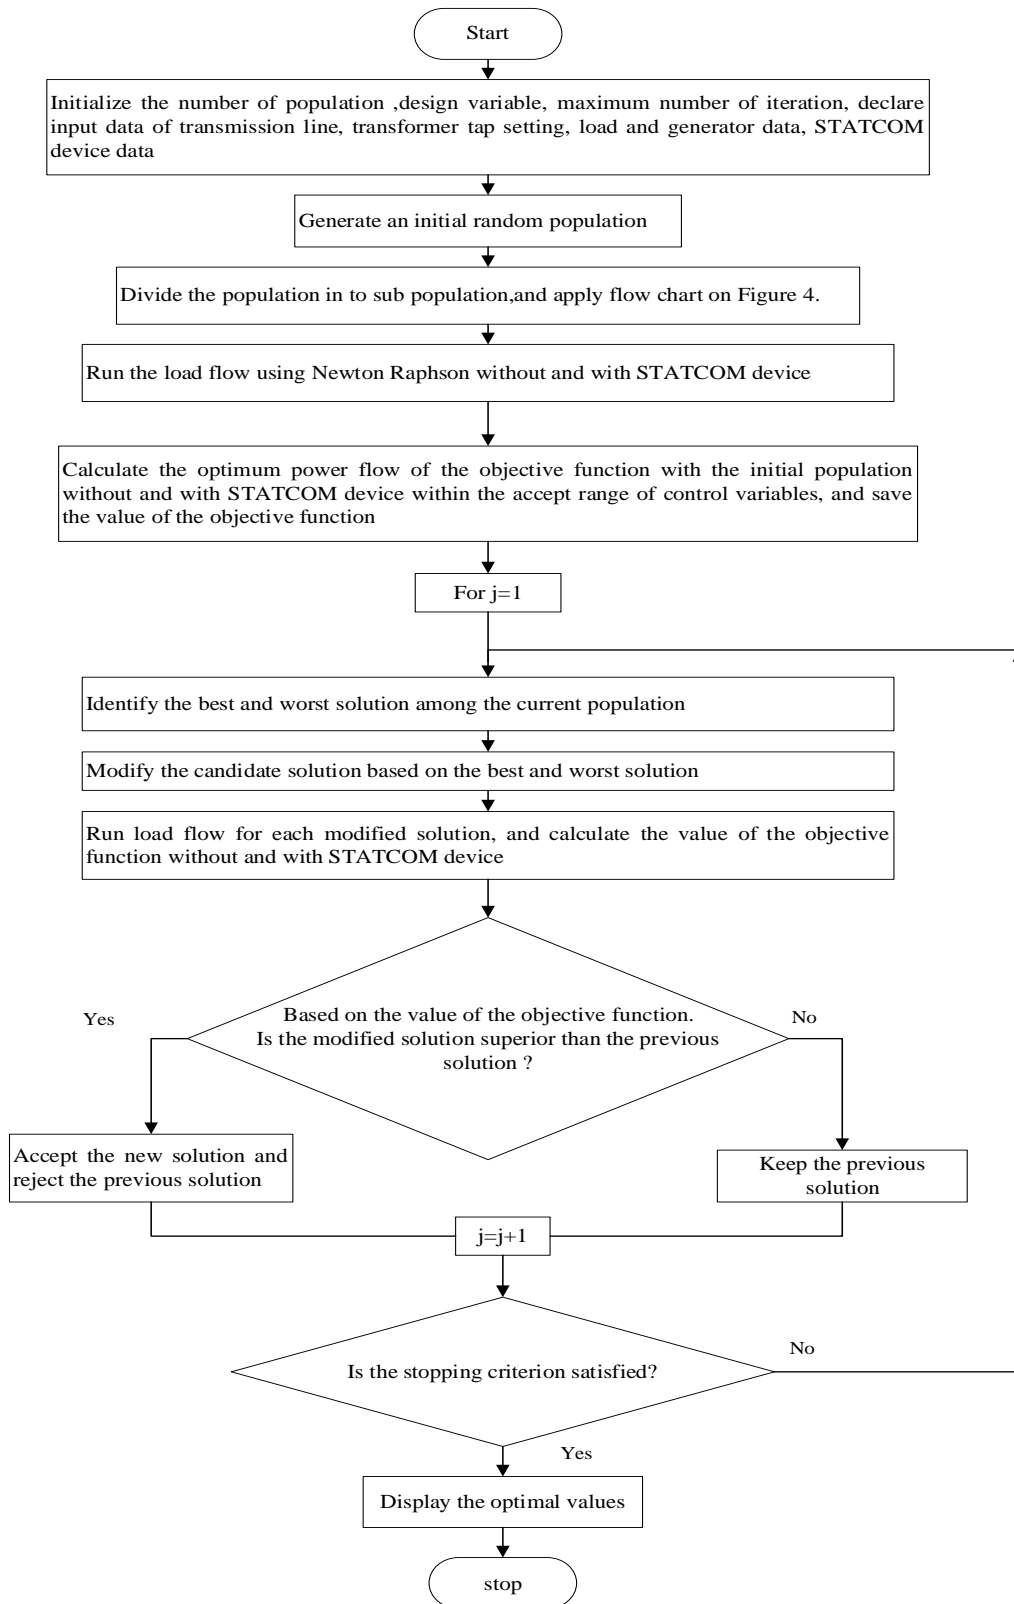 Start
Initialize the number of population ,design variable, maximum number of iteration, declare
input data of transmission line, transformer tap setting, load and generator data, STATCOM
device data
Generate an initial random population
Divide the population in to sub population,and apply flow chart on Figure 4.
Run the load flow using Newton Raphson without and with STATCOM device
Calculate the optimum power flow of the objective function with the initial population
without and with STATCOM device within the accept range of control variables, and save
the value of the objective function
For j=1
Identify the best and worst solution among the current population
Modify the candidate solution based on the best and worst solution
Run load flow for each modified solution, and calculate the value of the objective
function without and with STATCOM device
Based on the value of the objective function.
Is the modified solution superior than the previous
solution ?
Yes
No
Accept the new solution and
reject the previous solution
Keep the previous
solution
j=j+1
Is the stopping criterion satisfied?
No
Yes
Display the optimal values
stop